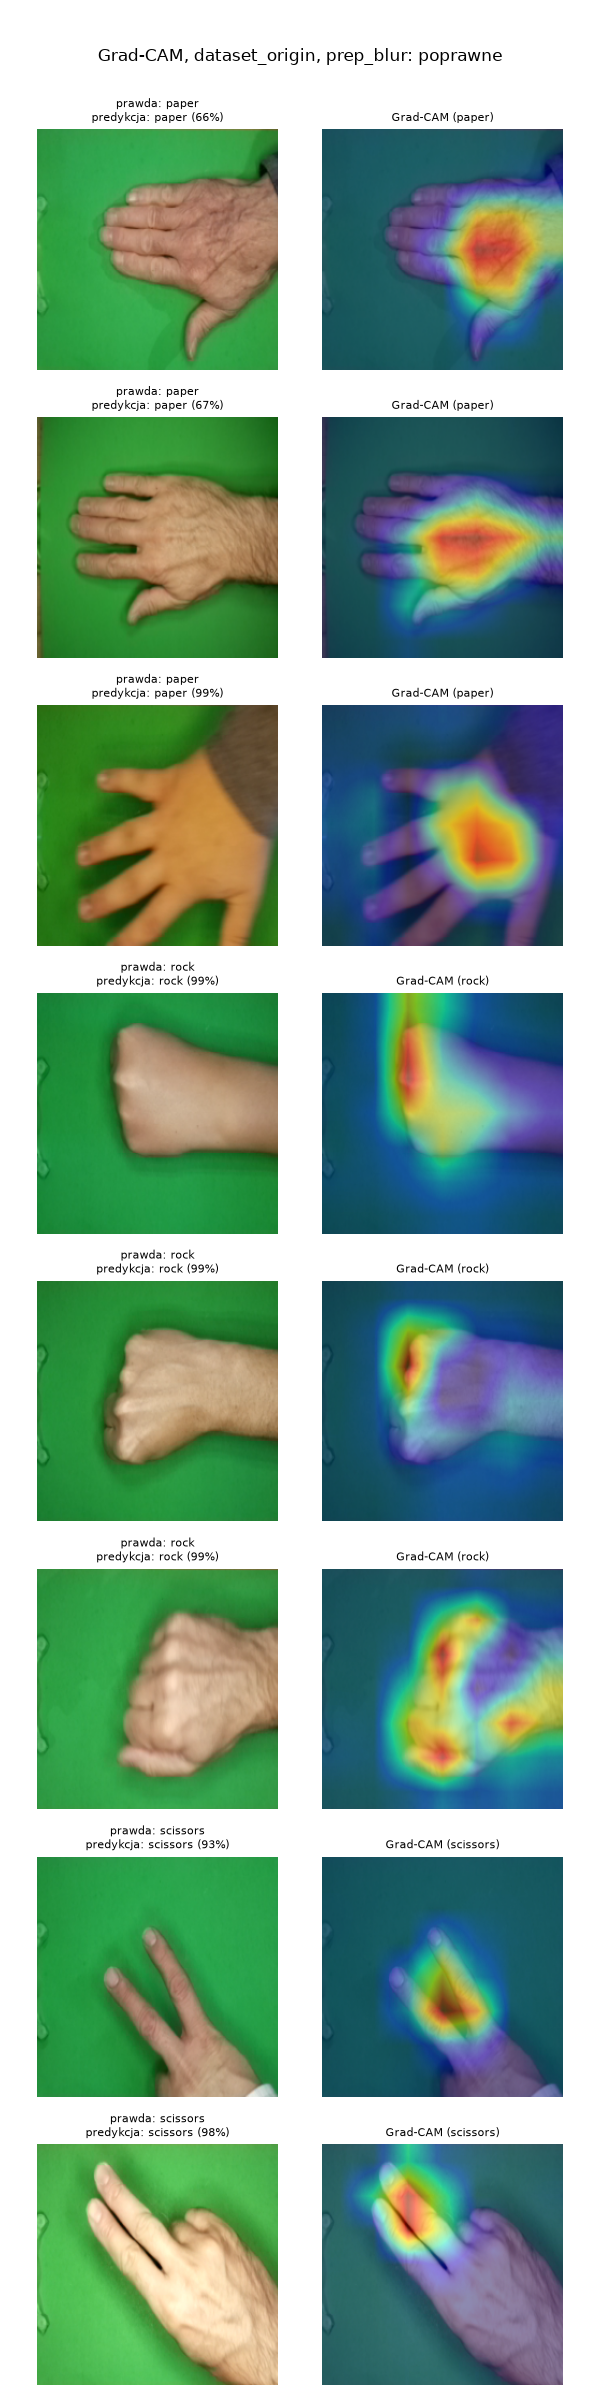 Grad-CAM, dataset_origin, prep_blur: poprawne
prawda: paper
predykcja: paper (66%)
Grad-CAM (paper)
prawda: paper
predykcja: paper (67%)
Grad-CAM (paper)
prawda: paper
predykcja: paper (99%)
Grad-CAM (paper)
prawda: rock
predykcja: rock (99%)
Grad-CAM (rock)
prawda: rock
predykcja: rock (99%)
Grad-CAM (rock)
prawda: rock
predykcja: rock (99%)
Grad-CAM (rock)
prawda: scissors
predykcja: scissors (93%)
Grad-CAM (scissors)
prawda: scissors
predykcja: scissors (98%)
Grad-CAM (scissors)